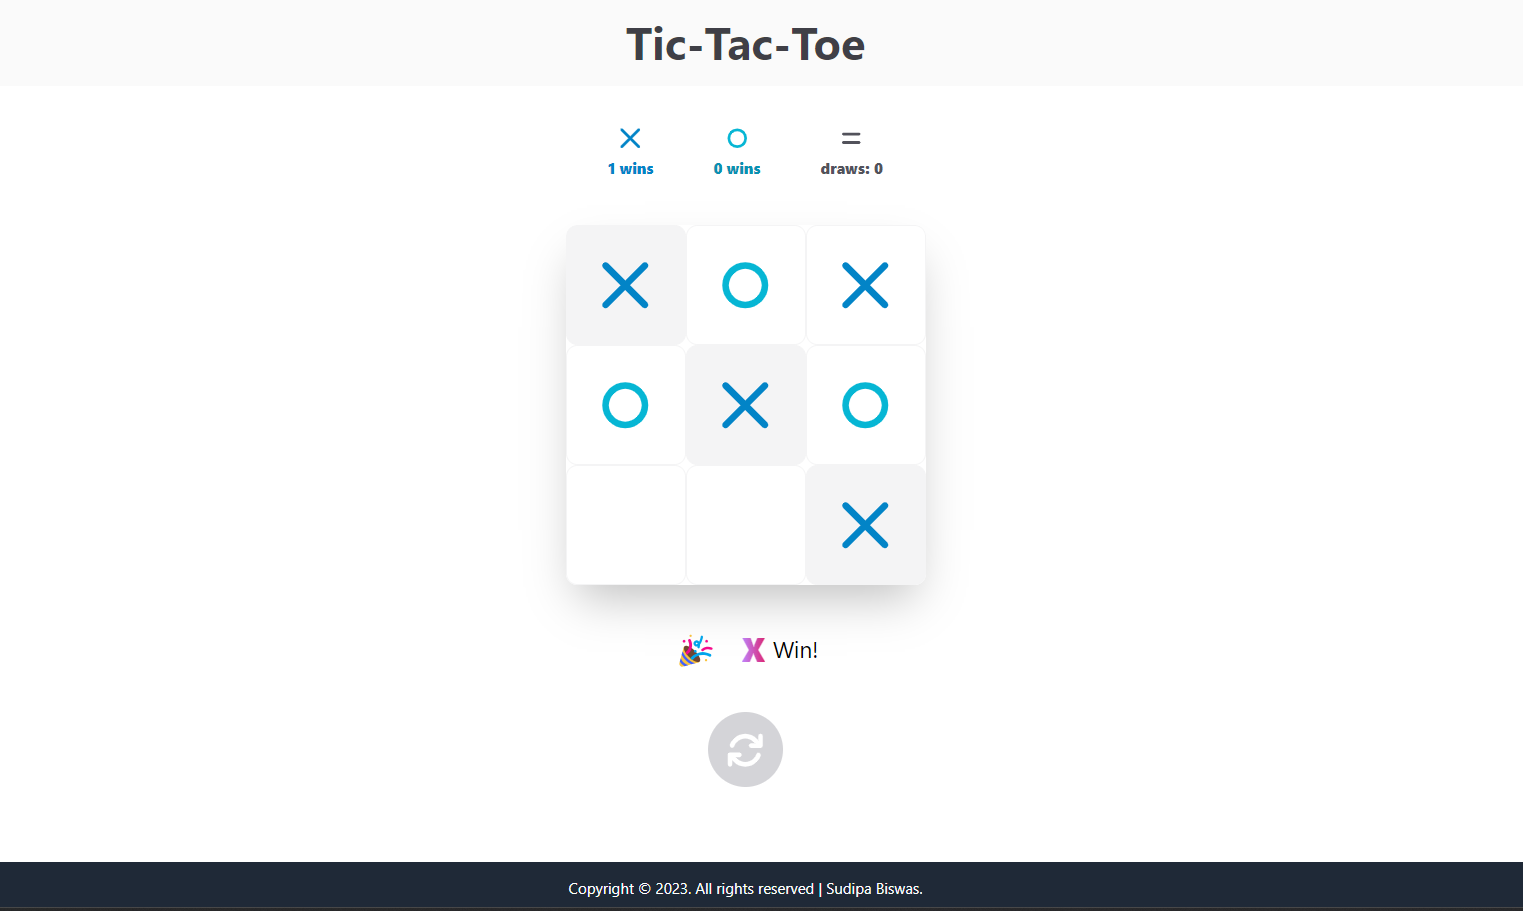 Tic-Tac-Toe
1 wins
0 wins
draws: 0
X Win!
Copyright © 2023. All rights reserved | Sudipa Biswas.